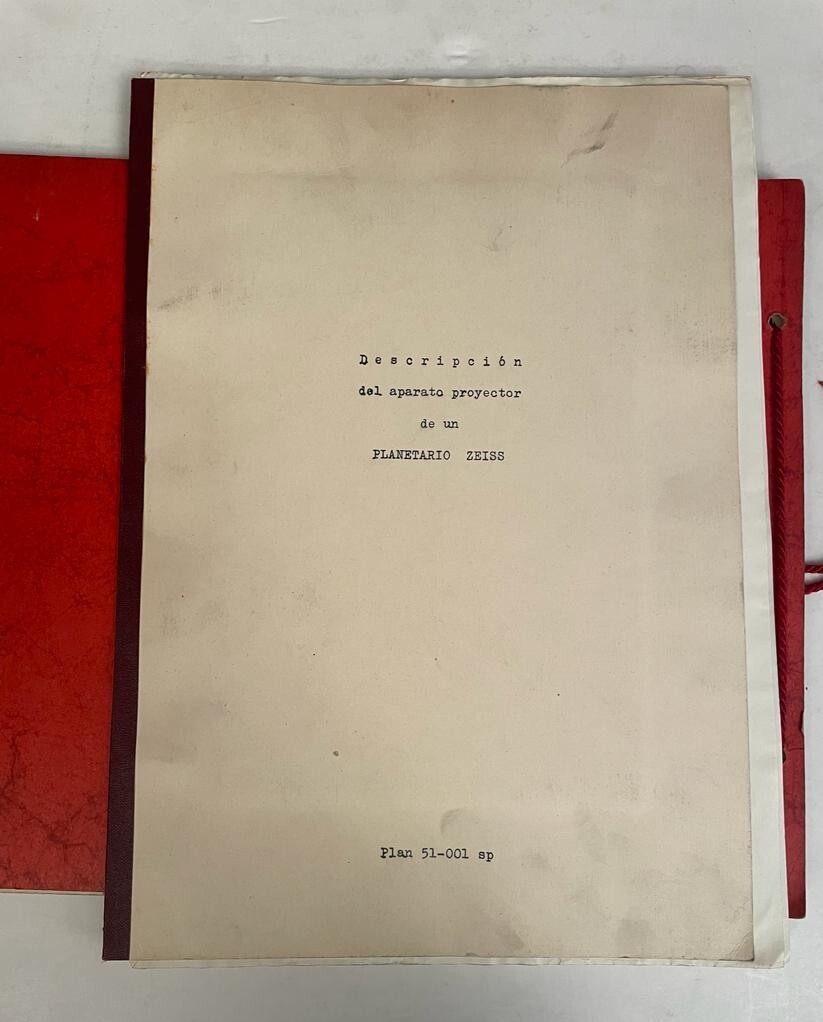 Descripción
del aparato proyector
de un
PLANETARIO ZEISS
Plan 51-001 sp